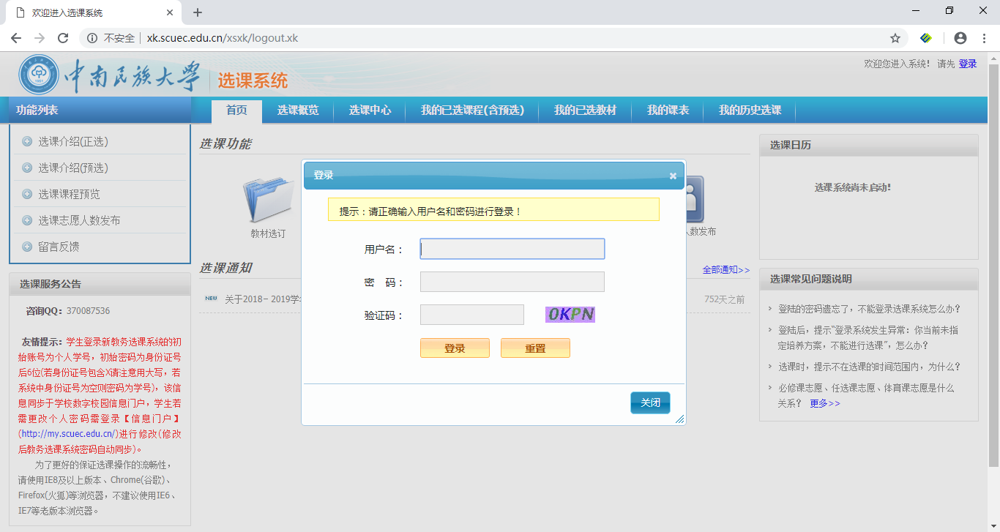 欢迎进入选课系统
不安全 xk.scuec.edu.cn/xsxk/logout.xk
中南民族大学 选课系统
欢迎您进入系统! 请先 登录
功能列表 首页 选课概览 选课中心 我的已选课程(含预选) 我的已选教材 我的课表 我的历史选课
选课介绍(正选)
选课介绍(预选)
选课课程预览
选课志愿人数发布
留言反馈
选课服务公告
咨询QQ: 370087536
友情提示: 学生登录新教务选课系统的初
始账号为个人学号, 初始密码为身份证号
后6位(若身份证号包含X请注意用大写, 若
系统中身份证号为空则密码为学号), 该信
息同步于学校数字校园信息门户, 学生若
需更改个人密码需登录【信息门户】
(http://my.scuec.edu.cn/)进行修改(修改
后教务选课系统密码自动同步)。
为了更好的保证选课操作的流畅性,
请使用IE8及以上版本、Chrome(谷歌)、
Firefox(火狐)等浏览器, 不建议使用IE6、
IE7等老版本浏览器。
选课功能
教材选订
人数发布
选课通知
全部通知>>
NEW 关于2018-2019学
752天之前
登录
提示：请正确输入用户名和密码进行登录！
用户名：
密 码：
验证码：
OKPN
登录 重置
关闭
选课日历
选课系统尚未启动!
选课常见问题说明
登陆的密码遗忘了, 不能登录选课系统怎么办?
登陆后, 提示"登录系统发生异常: 你当前未指
定培养方案, 不能进行选课", 怎么办?
选课时, 提示不在选课的时间范围内, 为什么?
必修课志愿、任选课志愿、体育课志愿是什么
关系? 更多>>